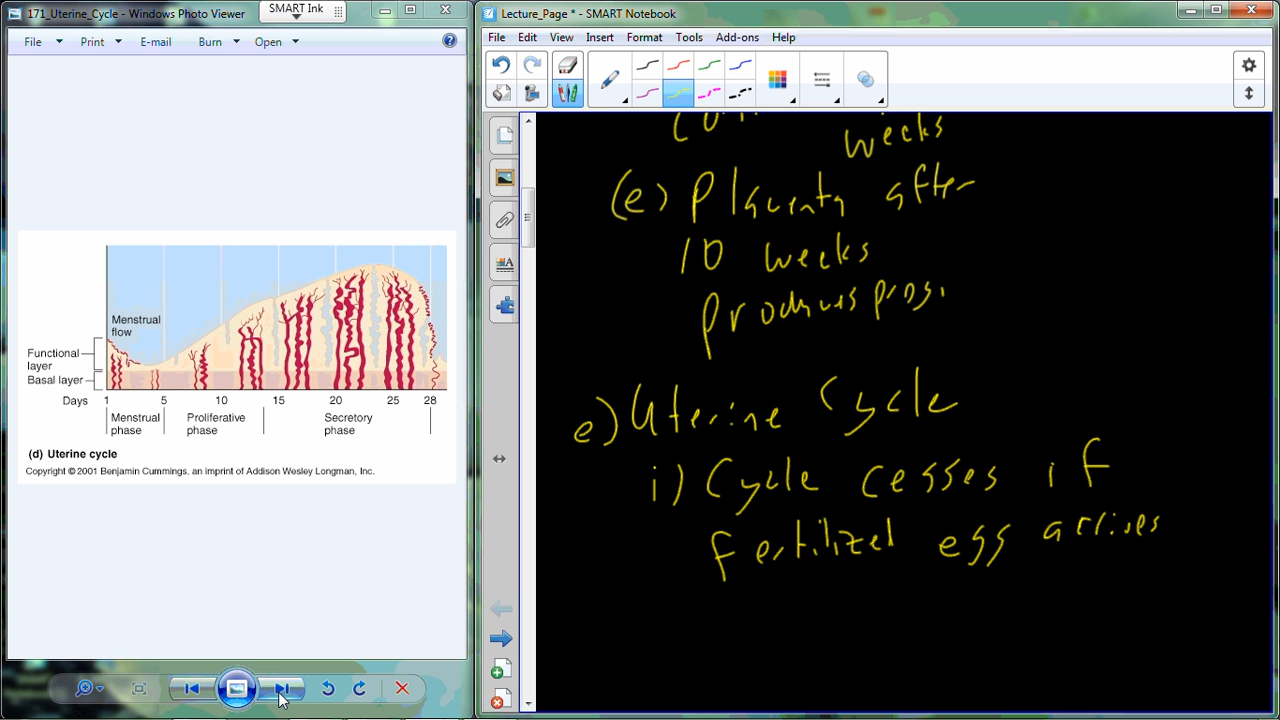 171_Uterine_Cycle - Windows Photo Viewer
SMART Ink
File Print E-mail Burn Open
Menstrual
flow
Functional
layer
Basal layer
Days 1 5 10 15 20 25 28
Menstrual
phase
Proliferative
phase
Secretory
phase
(d) Uterine cycle
Copyright © 2001 Benjamin Cummings, an imprint of Addison Wesley Longman, Inc.
Lecture_Page * - SMART Notebook
File Edit View Insert Format Tools Add-ons Help
weeks
(e) Placenta after
10 weeks
produces prog.
e) Uterine Cycle
i) Cycle cesses if
fertilized egg arrives